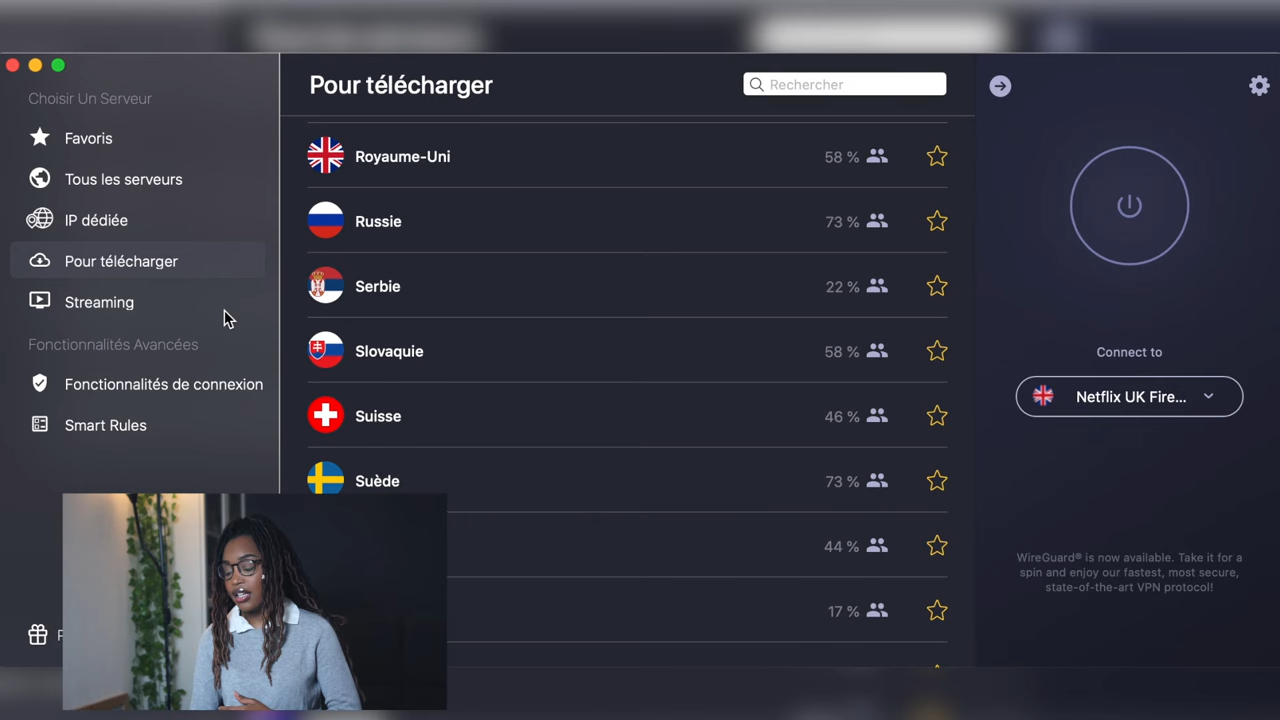 Choisir Un Serveur
Favoris
Tous les serveurs
IP dédiée
Pour télécharger
Streaming
Fonctionnalités Avancées
Fonctionnalités de connexion
Smart Rules
Pour télécharger
Rechercher
Royaume-Uni 58 %
Russie 73 %
Serbie 22 %
Slovaquie 58 %
Suisse 46 %
Suède 73 %
44 %
17 %
Connect to
Netflix UK Fire...
WireGuard® is now available. Take it for a
spin and enjoy our fastest, most secure,
state-of-the-art VPN protocol!